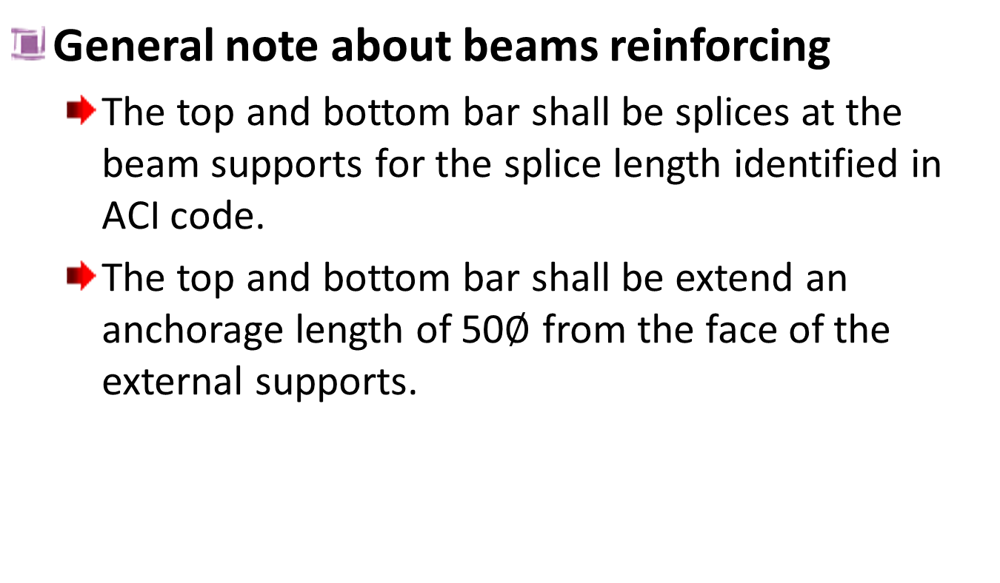 General note about beams reinforcing
The top and bottom bar shall be splices at the
beam supports for the splice length identified in
ACI code.
The top and bottom bar shall be extend an
anchorage length of 50Ø from the face of the
external supports.